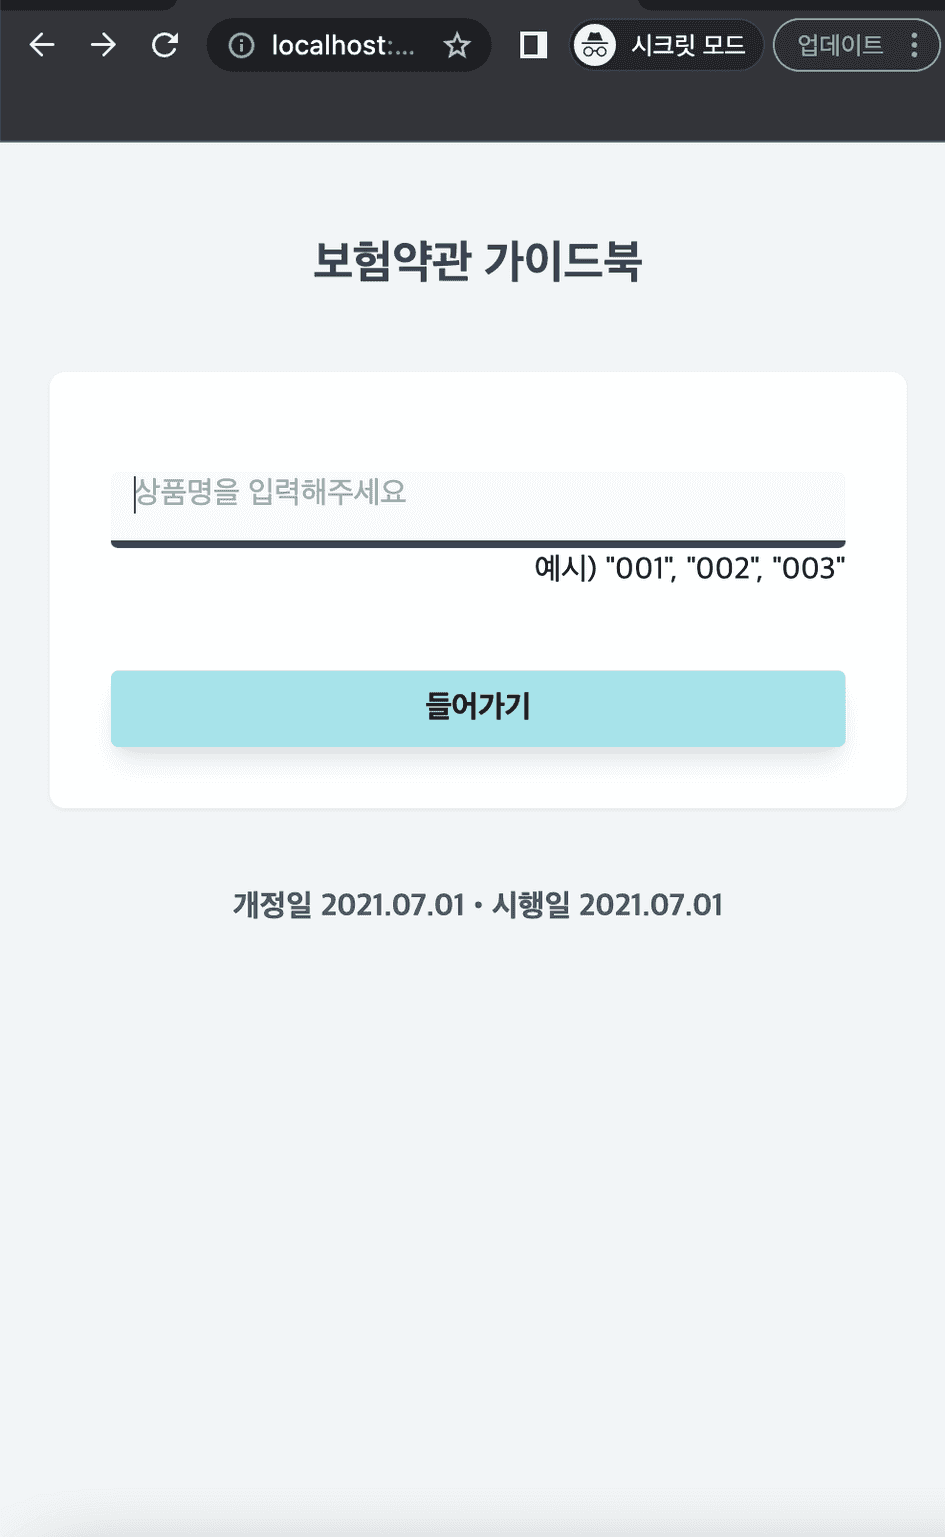 localhost:...
시크릿 모드
업데이트
보험약관 가이드북
상품명을 입력해주세요
예시) "001", "002", "003"
들어가기
개정일 2021.07.01 • 시행일 2021.07.01